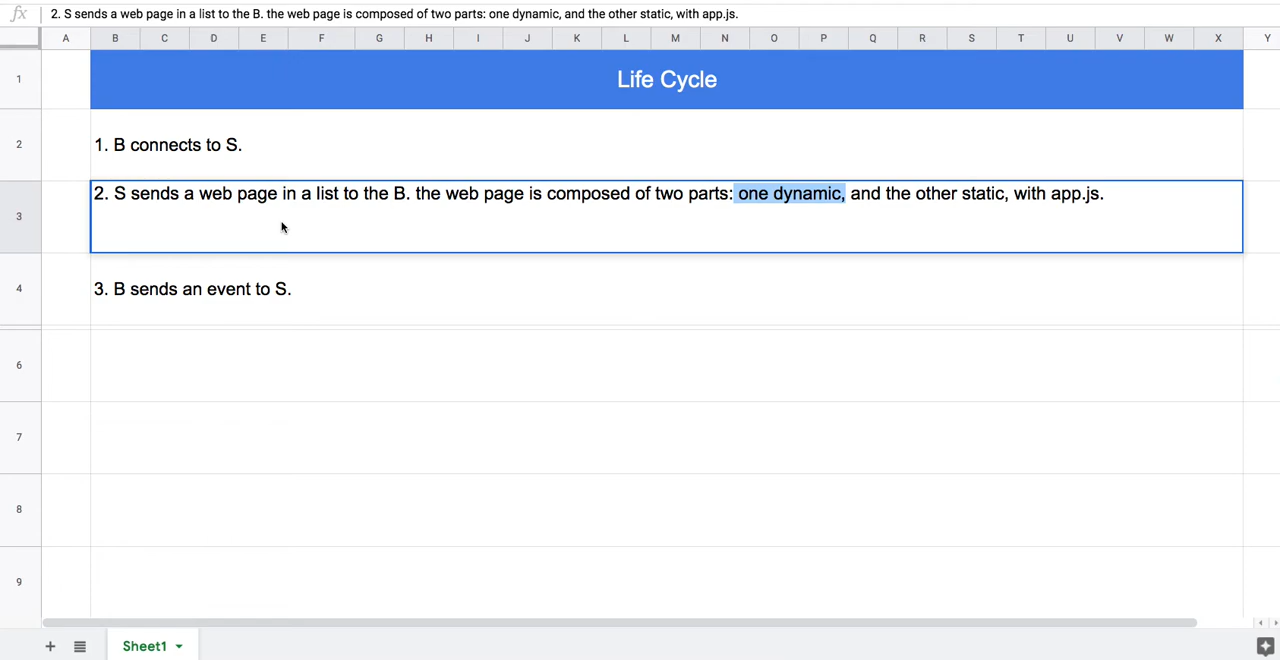 fx 2. S sends a web page in a list to the B. the web page is composed of two parts: one dynamic, and the other static, with app.js.
A B C D E F G H I J K L M N O P Q R S T U V W X Y
1 Life Cycle
2 1. B connects to S.
3 2. S sends a web page in a list to the B. the web page is composed of two parts: one dynamic, and the other static, with app.js.
4 3. B sends an event to S.
6
7
8
9
Sheet1